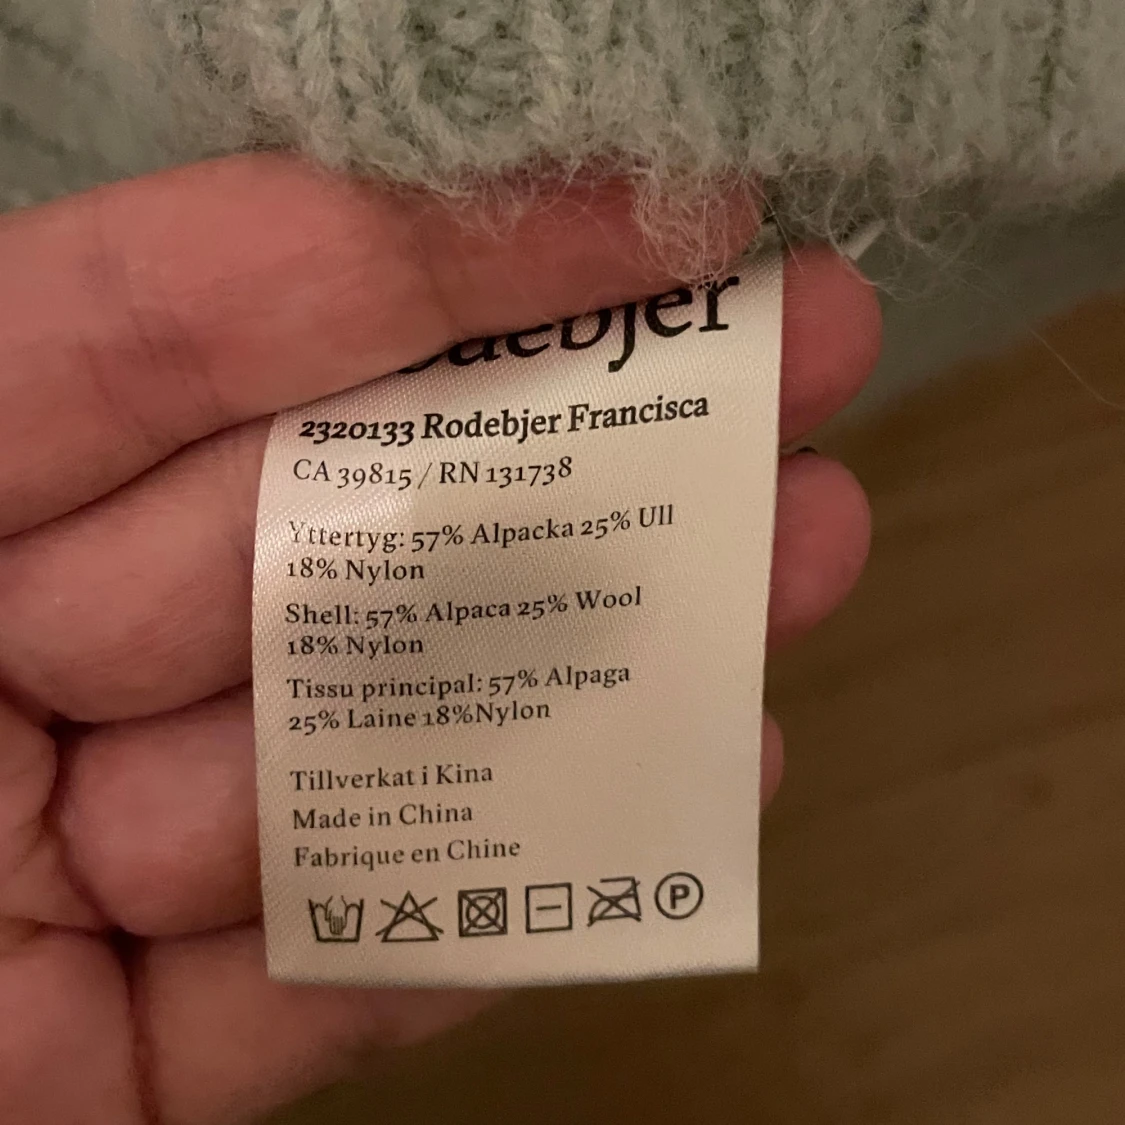 2320133 Rodebjer Francisca
CA 39815 / RN 131738
Yttertyg: 57% Alpacka 25% Ull
18% Nylon
Shell: 57% Alpaca 25% Wool
18% Nylon
Tissu principal: 57% Alpaga
25% Laine 18%Nylon
Tillverkat i Kina
Made in China
Fabrique en Chine
P